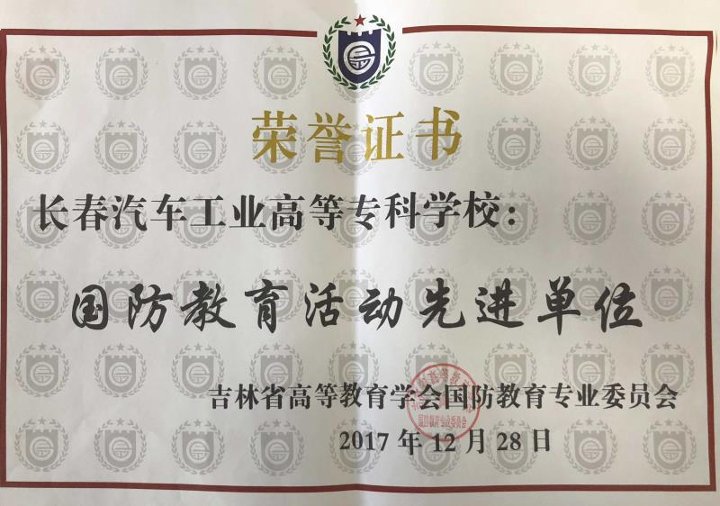 荣誉证书
长春汽车工业高等专科学校：
国防教育活动先进单位
吉林省高等教育学会国防教育专业委员会
2017 年 12 月 28 日